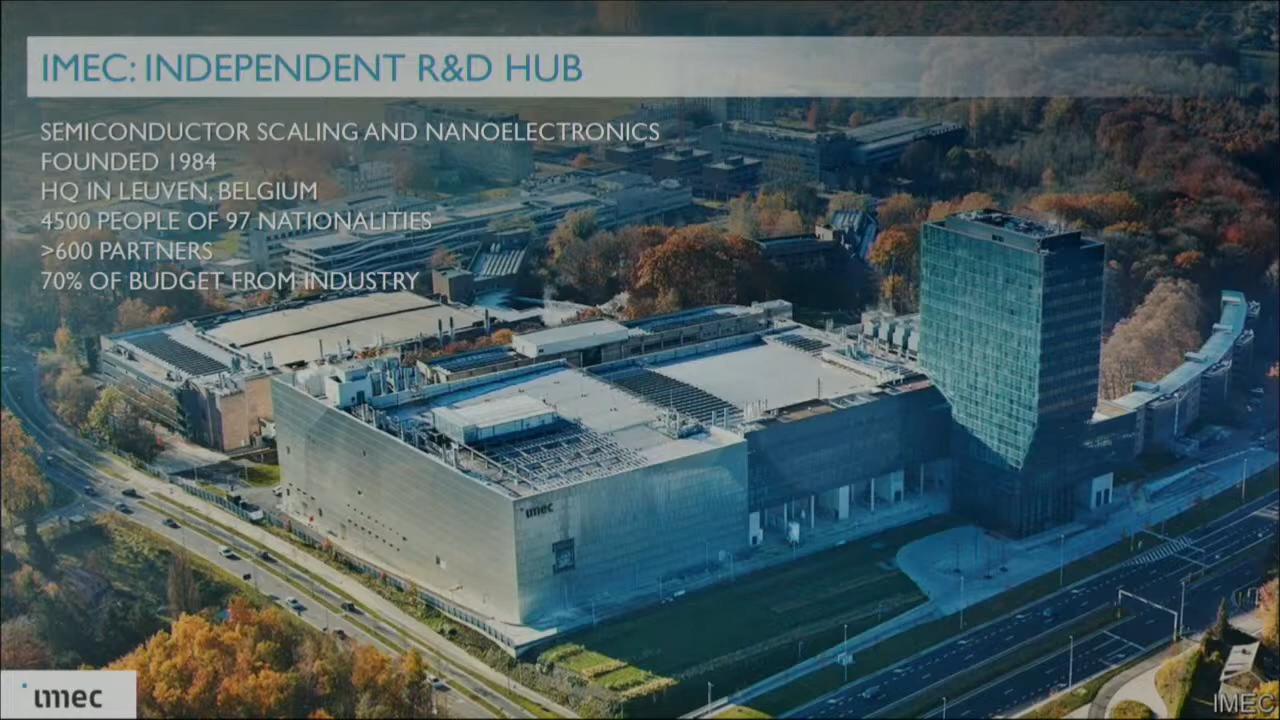 IMEC: INDEPENDENT R&D HUB
SEMICONDUCTOR SCALING AND NANOELECTRONICS
FOUNDED 1984
HQ IN LEUVEN, BELGIUM
4500 PEOPLE OF 97 NATIONALITIES
>600 PARTNERS
70% OF BUDGET FROM INDUSTRY
imec
imec
IMEC